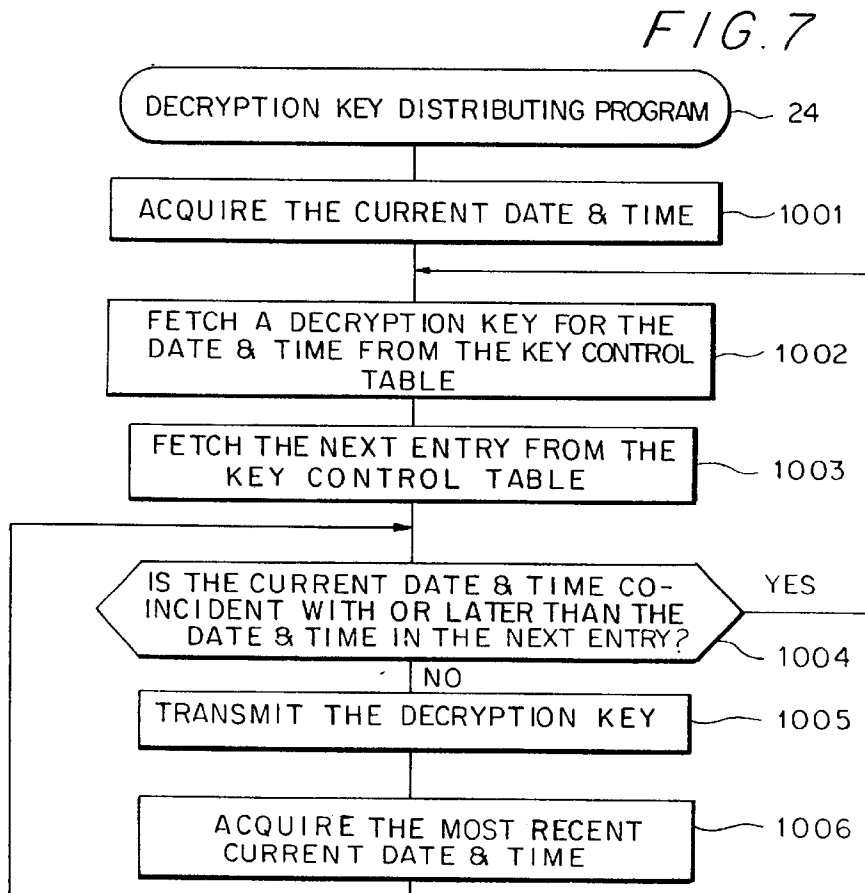 FIG. 7
DECRYPTION KEY DISTRIBUTING PROGRAM
24
ACQUIRE THE CURRENT DATE & TIME
1001
FETCH A DECRYPTION KEY FOR THE
DATE & TIME FROM THE KEY CONTROL
TABLE
1002
FETCH THE NEXT ENTRY FROM THE
KEY CONTROL TABLE
1003
IS THE CURRENT DATE & TIME CO-
INCIDENT WITH OR LATER THAN THE
DATE & TIME IN THE NEXT ENTRY?
YES
1004
NO
TRANSMIT THE DECRYPTION KEY
1005
ACQUIRE THE MOST RECENT
CURRENT DATE & TIME
1006